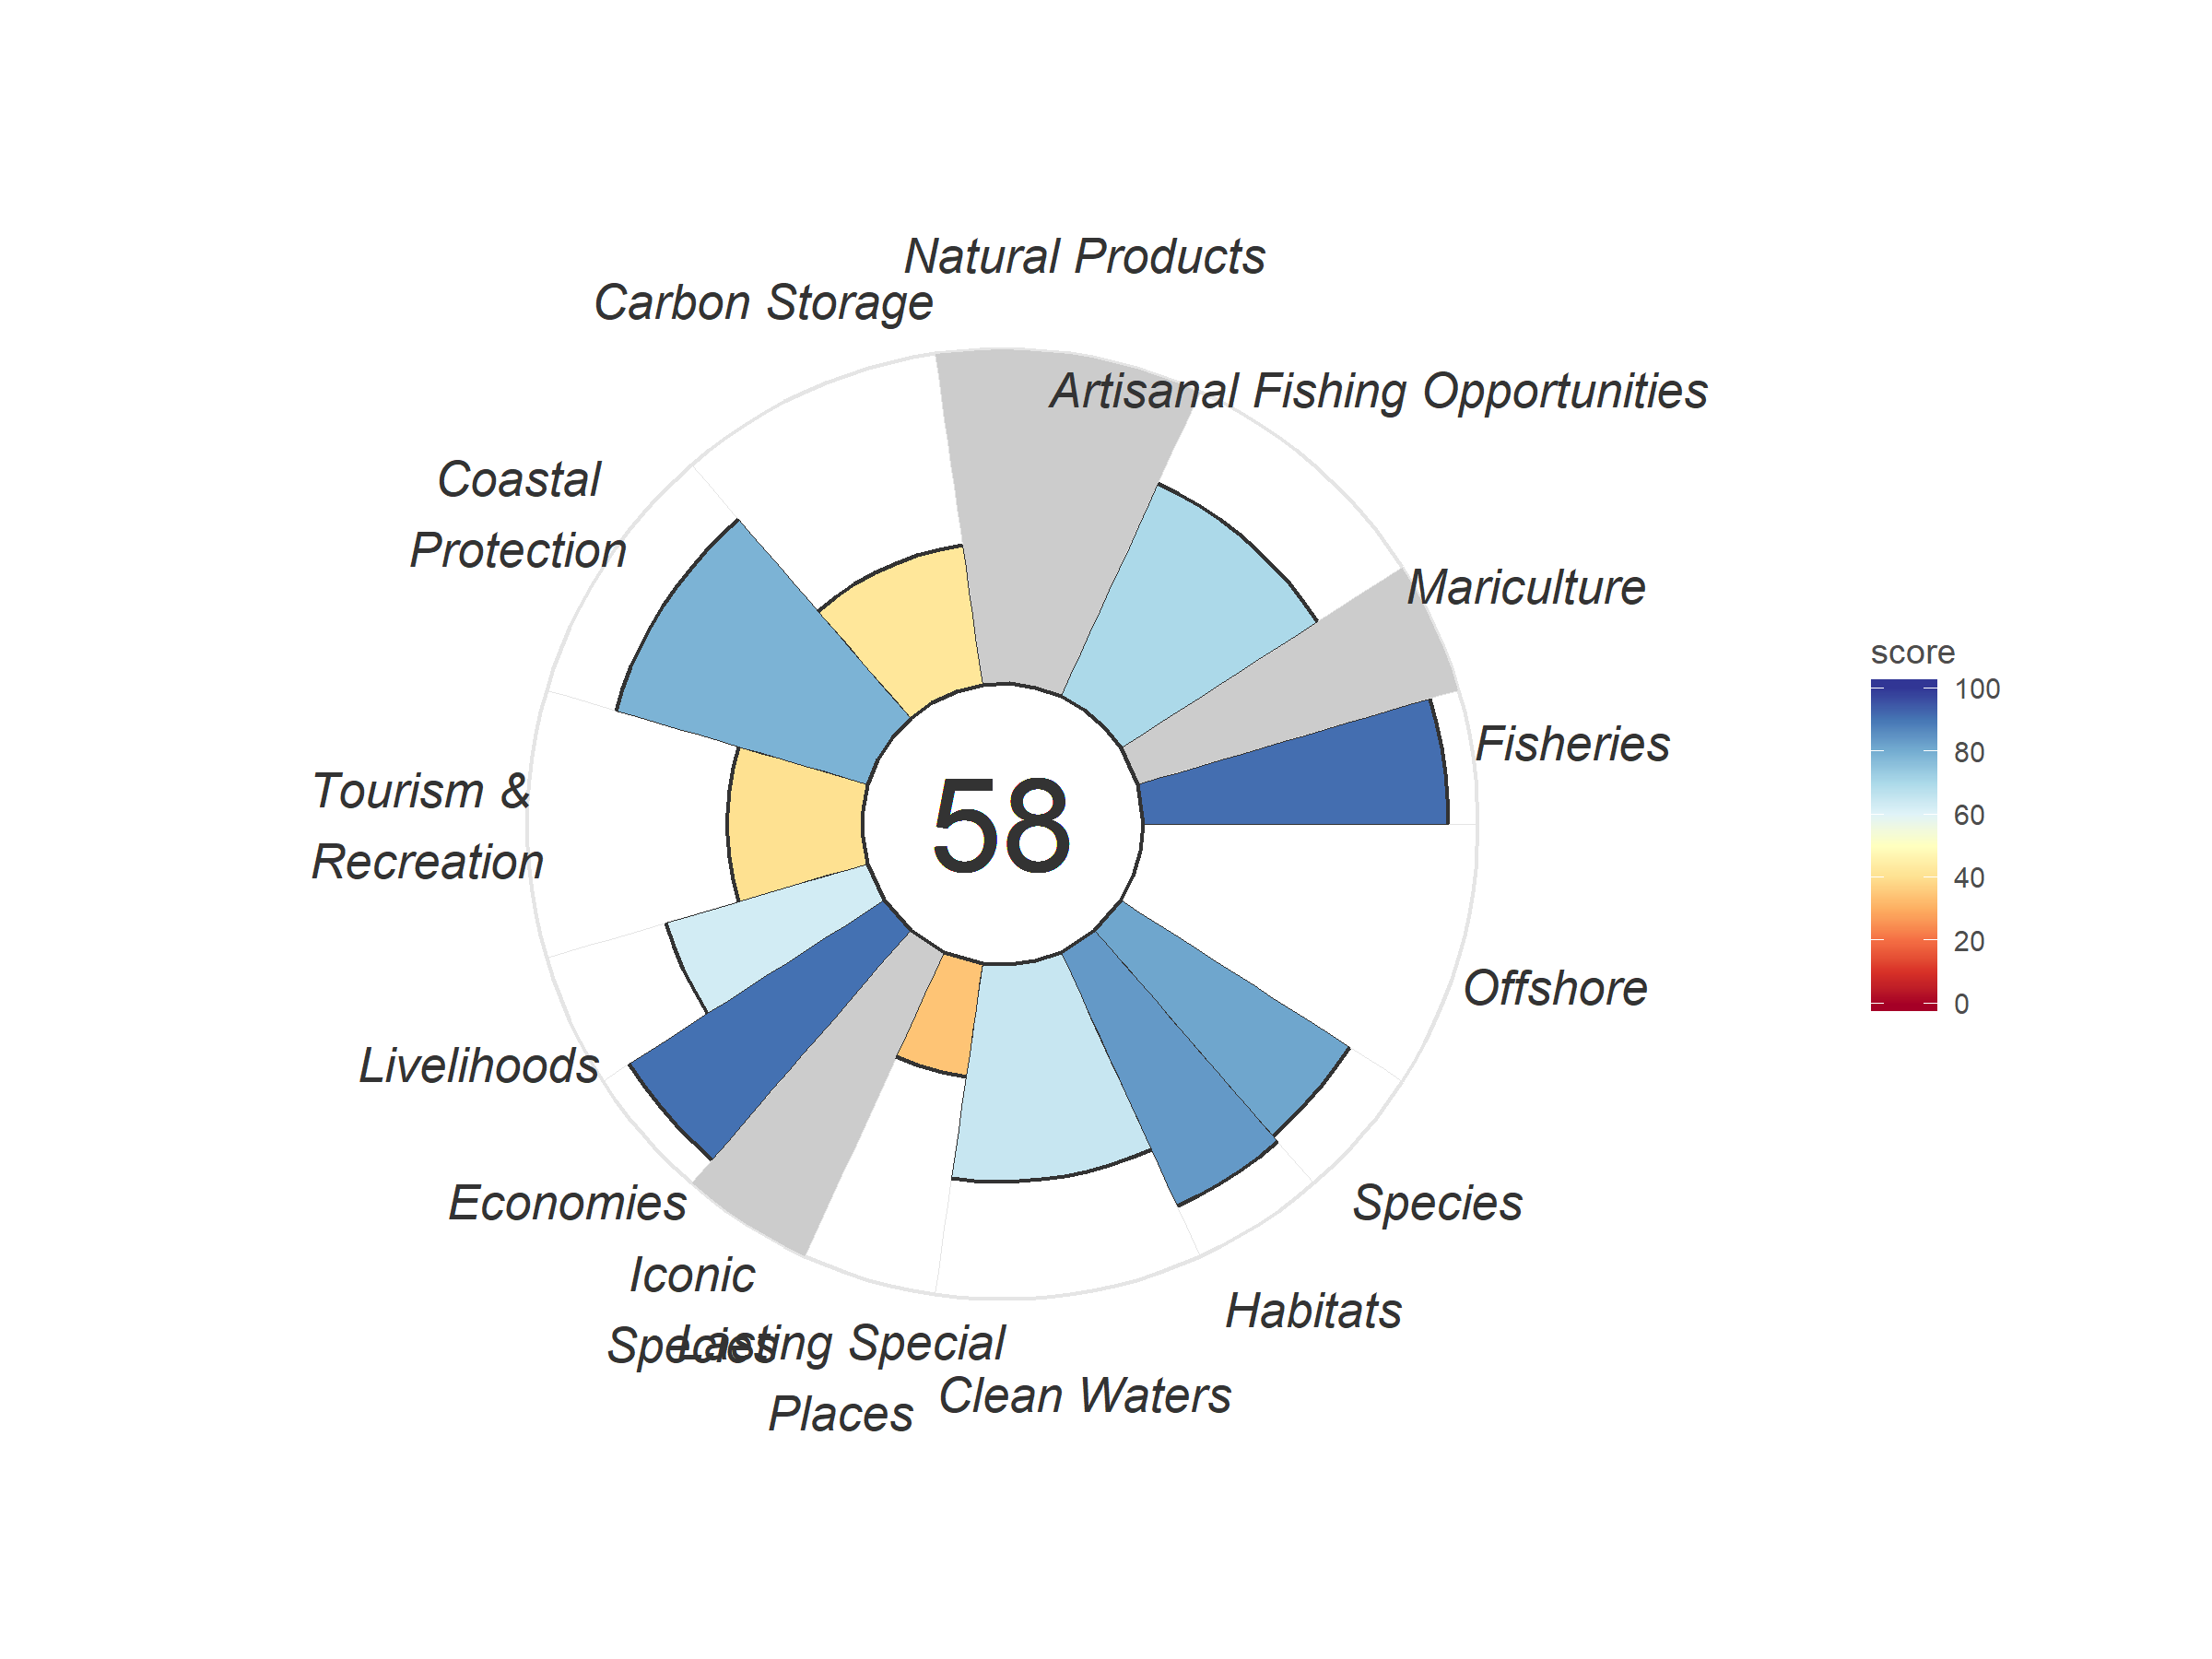 Natural Products
Carbon Storage
Artisanal Fishing Opportunities
Coastal
Protection
Mariculture
Fisheries
Tourism &
Recreation
58
Offshore
Livelihoods
Economies
Species
Iconic
Species
Habitats
Lasting Special
Places
Clean Waters
score
100
80
60
40
20
0